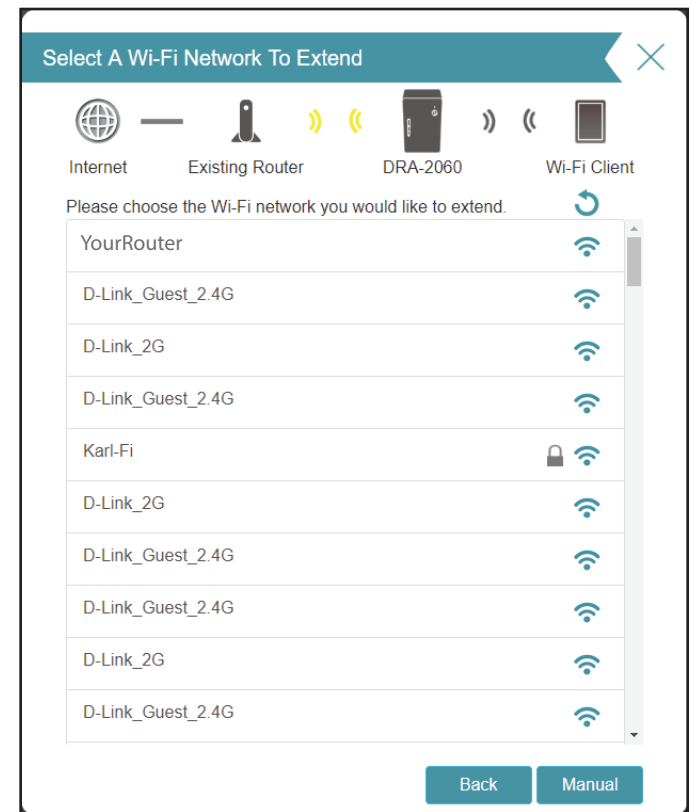 Select A Wi-Fi Network To Extend
Internet Existing Router DRA-2060 Wi-Fi Client
Please choose the Wi-Fi network you would like to extend.
YourRouter
D-Link_Guest_2.4G
D-Link_2G
D-Link_Guest_2.4G
Karl-Fi
D-Link_2G
D-Link_Guest_2.4G
D-Link_Guest_2.4G
D-Link_2G
D-Link_Guest_2.4G
Back Manual